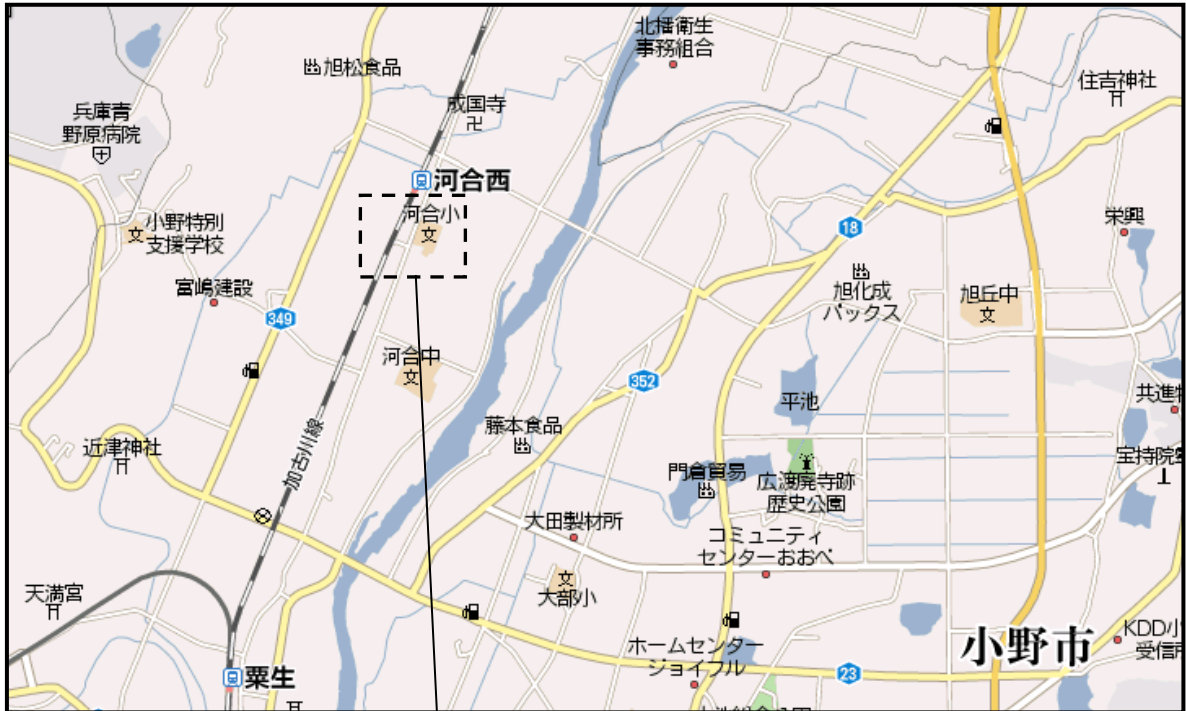 北播衛生
事務組合
旭松食品
住吉神社
成国寺
兵庫青
野原病院
河合西
河合小
文
小野特別
支援学校
文
栄興
18
富嶋建設
旭化成
パックス
旭丘中
文
349
河合中
文
352
平池
共進
藤本食品
加古川線
近津神社
門倉貿易
広渡廃寺跡
歴史公園
宝持院
大田製材所
コミュニティ
センターおおべ
文
大部小
天満宮
小野市
KDD小
受信所
ホームセンター
ジョイフル
23
粟生